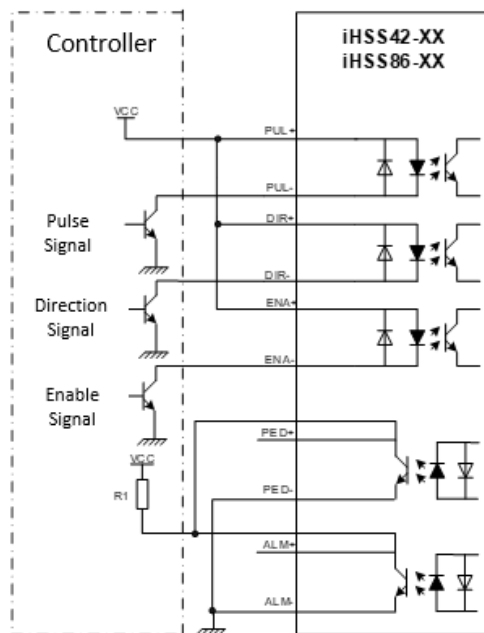 Controller
iHSS42-XX
iHSS86-XX
VCC
PUL+
PUL-
Pulse
Signal
DIR+
DIR-
Direction
Signal
ENA+
ENA-
Enable
Signal
PED+
VCC
R1
PED-
ALM+
ALM-